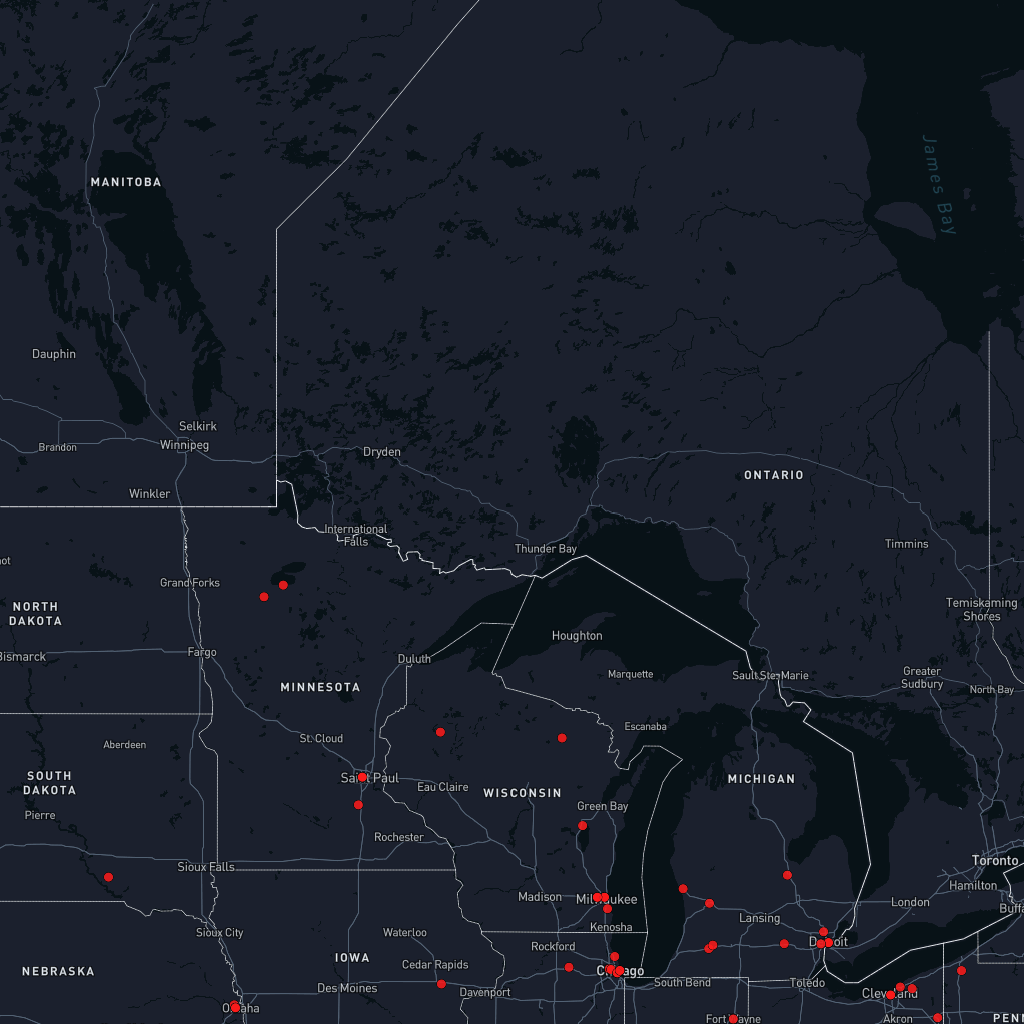 James Bay
MANITOBA
Dauphin
Selkirk
Winnipeg
Brandon
Dryden
ONTARIO
Winkler
International
Falls
Thunder Bay
Timmins
ot
Grand Forks
NORTH
DAKOTA
Temiskaming
Shores
Houghton
Fargo
Bismarck
Duluth
Marquette
Sault Ste. Marie
Greater
Sudbury
North Bay
MINNESOTA
Escanaba
St. Cloud
Aberdeen
SOUTH
DAKOTA
Saint Paul
Eau Claire
WISCONSIN
MICHIGAN
Green Bay
Pierre
Rochester
Toronto
Sioux Falls
Hamilton
Madison
Milwaukee
London
Buffa
Lansing
Kenosha
Sioux City
Waterloo
Rockford
Detroit
IOWA
Cedar Rapids
NEBRASKA
Chicago
South Bend
Toledo
Des Moines
Davenport
Cleveland
Omaha
Fort Wayne
Akron
PENN